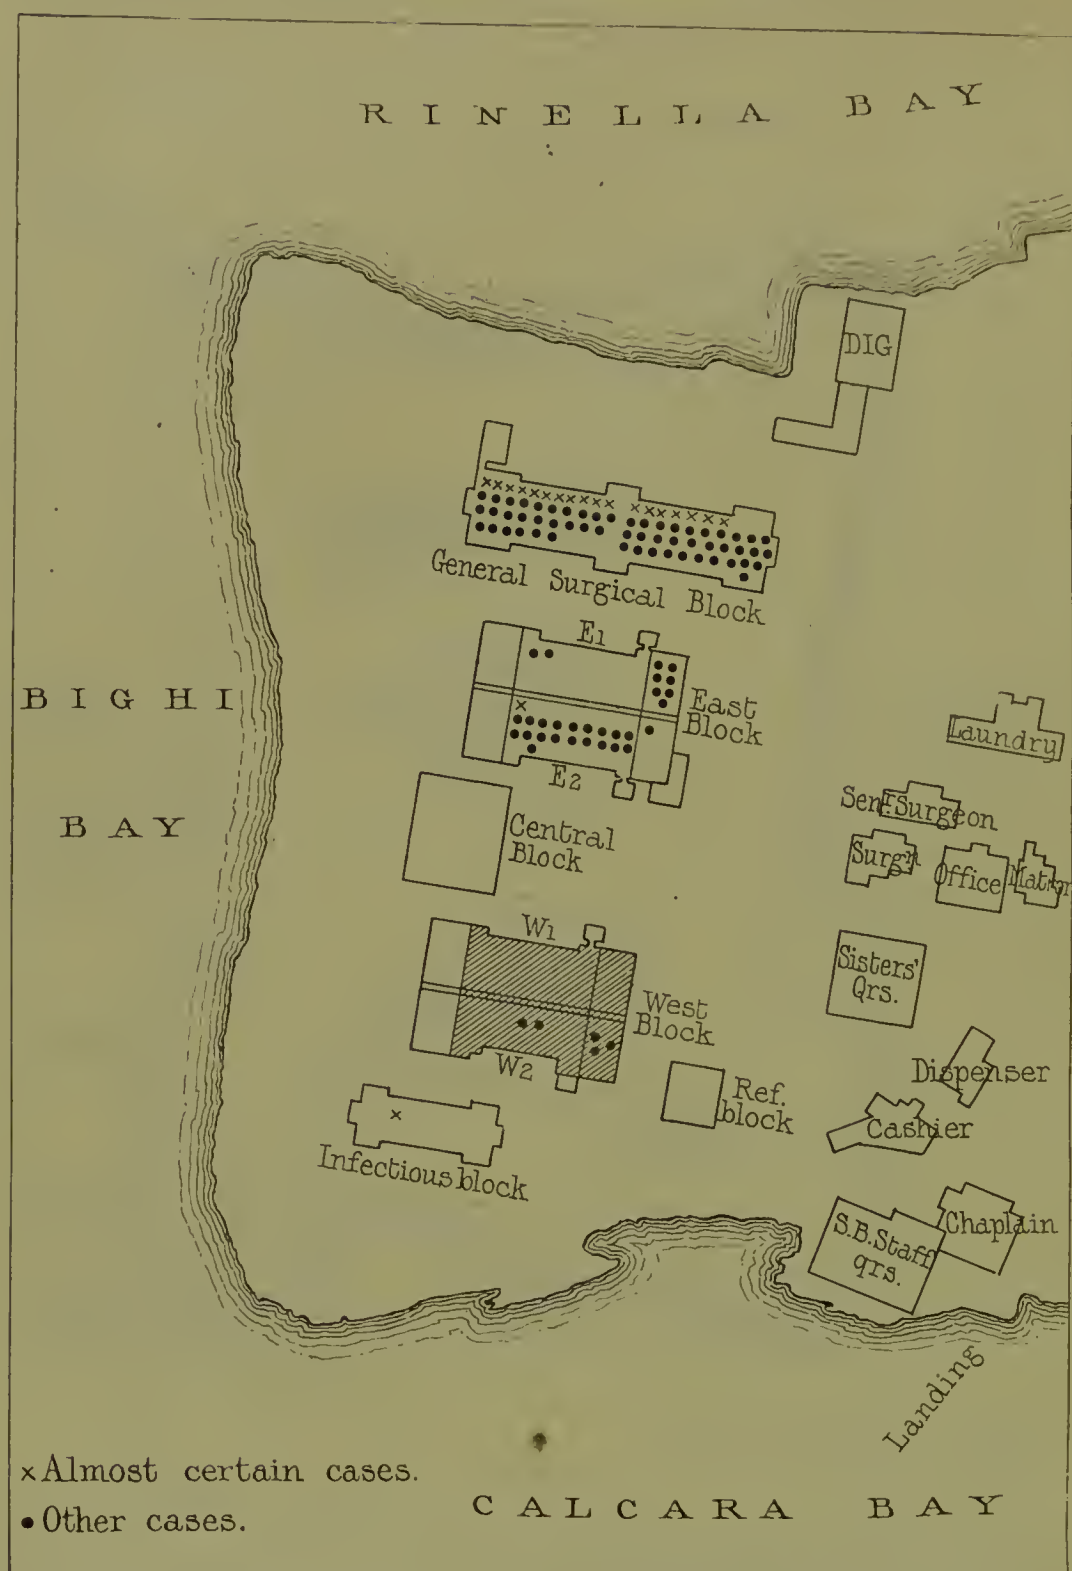 RINELLA BAY
DIG
General Surgical Block
E1
East
Block
E2
BIGHI
BAY
Laundry
Senr. Surgeon
Central
Block
Surgn
Office
Matron
W1
Sisters'
Qrs.
West
Block
W2
Dispenser
Ref.
block
Cashier
Infectious block
Chaplain
S.B. Staff
qrs.
Landing
× Almost certain cases.
• Other cases.
CALCARA BAY